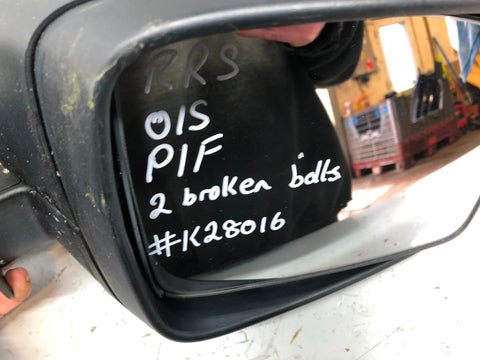 RRS
O/S
P/F
2 broken bolts
#K28016